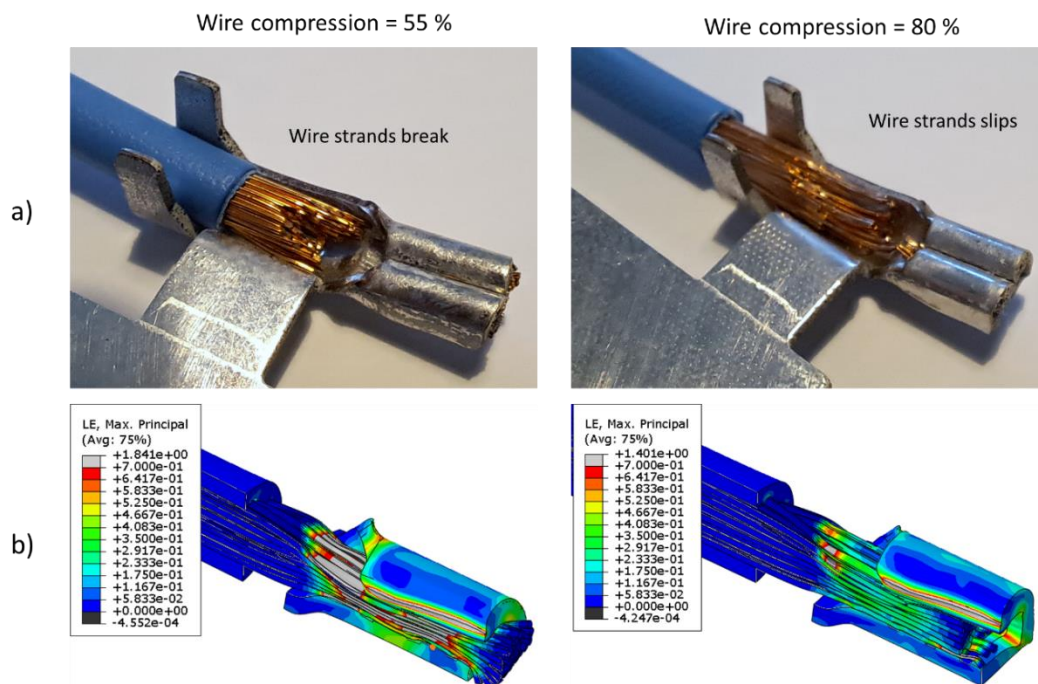 Wire compression = 55 %
Wire compression = 80 %
a)
Wire strands break
Wire strands slips
b)
LE, Max. Principal
(Avg: 75%)
+1.841e+00
+7.000e-01
+6.417e-01
+5.833e-01
+5.250e-01
+4.667e-01
+4.083e-01
+3.500e-01
+2.917e-01
+2.333e-01
+1.750e-01
+1.167e-01
+5.833e-02
+0.000e+00
-4.552e-04
LE, Max. Principal
(Avg: 75%)
+1.401e+00
+7.000e-01
+6.417e-01
+5.833e-01
+5.250e-01
+4.667e-01
+4.083e-01
+3.500e-01
+2.917e-01
+2.333e-01
+1.750e-01
+1.167e-01
+5.833e-02
+0.000e+00
-4.247e-04